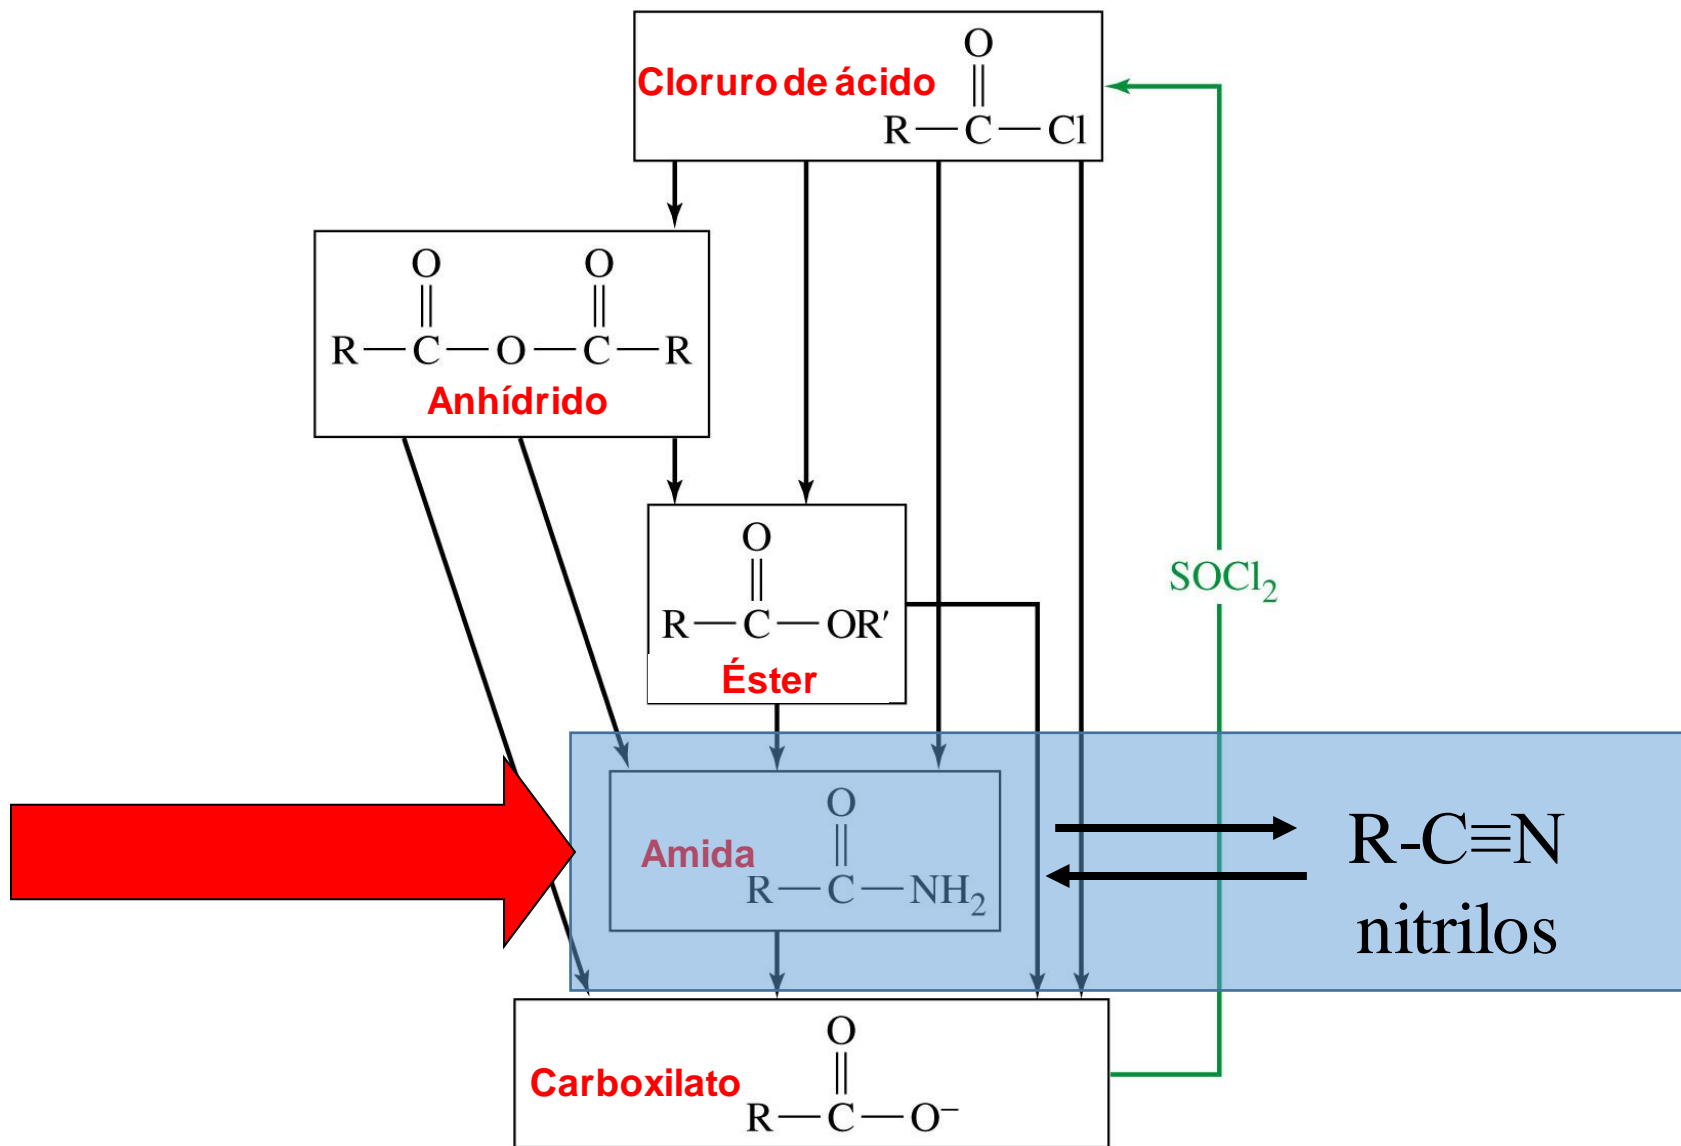 O
Cloruro de ácido
R — C — Cl
O O
R — C — O — C — R
Anhídrido
O
R — C — OR′
Éster
SOCl₂
O
Amida
R — C — NH₂
R-C≡N
nitrilos
O
Carboxilato
R — C — O⁻